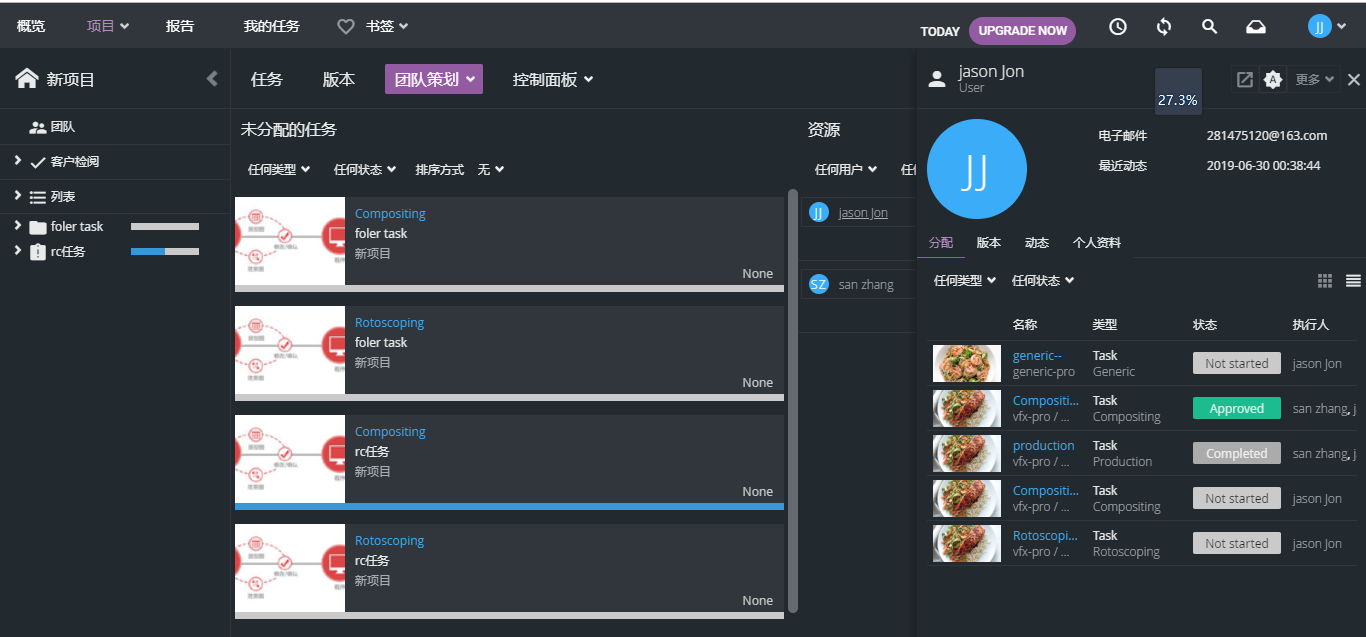 概览 项目 报告 我的任务 书签 TODAY UPGRADE NOW JJ
新项目
团队
客户检阅
列表
foler task
rc任务
任务 版本 团队策划 控制面板
未分配的任务
任何类型 任何状态 排序方式 无
Compositing
foler task
新项目
None
Rotoscoping
foler task
新项目
None
Compositing
rc任务
新项目
None
Rotoscoping
rc任务
新项目
None
资源
任何用户 任
JJ jason Jon
SZ san zhang
jason Jon
User
27.3%
A 更多
JJ
电子邮件 281475120@163.com
最近动态 2019-06-30 00:38:44
分配 版本 动态 个人资料
任何类型 任何状态
名称 类型 状态 执行人
generic-- Task Not started jason Jon
generic-pro Generic
Compositi... Task Approved san zhang, j
vfx-pro / ... Compositing
production Task Completed san zhang, j
vfx-pro / ... Production
Compositi... Task Not started jason Jon
vfx-pro / ... Compositing
Rotoscopi... Task Not started jason Jon
vfx-pro / ... Rotoscoping